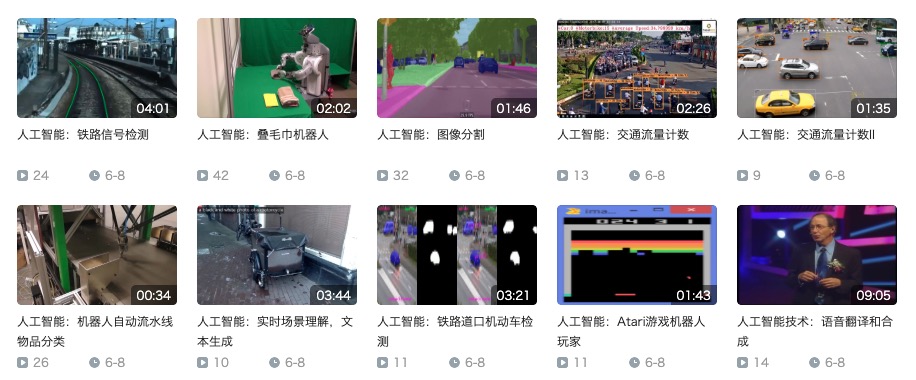 04:01
02:02
01:46
02:26
01:35
人工智能：铁路信号检测
人工智能：叠毛巾机器人
人工智能：图像分割
人工智能：交通流量计数
人工智能：交通流量计数II
24 6-8
42 6-8
32 6-8
13 6-8
9 6-8
ima...
024 3 1
00:34
03:44
03:21
01:43
09:05
人工智能：机器人自动流水线
物品分类
人工智能：实时场景理解，文
本生成
人工智能：铁路道口机动车检
测
人工智能：Atari游戏机器人
玩家
人工智能技术：语音翻译和合
成
26 6-8
10 6-8
11 6-8
11 6-8
14 6-8